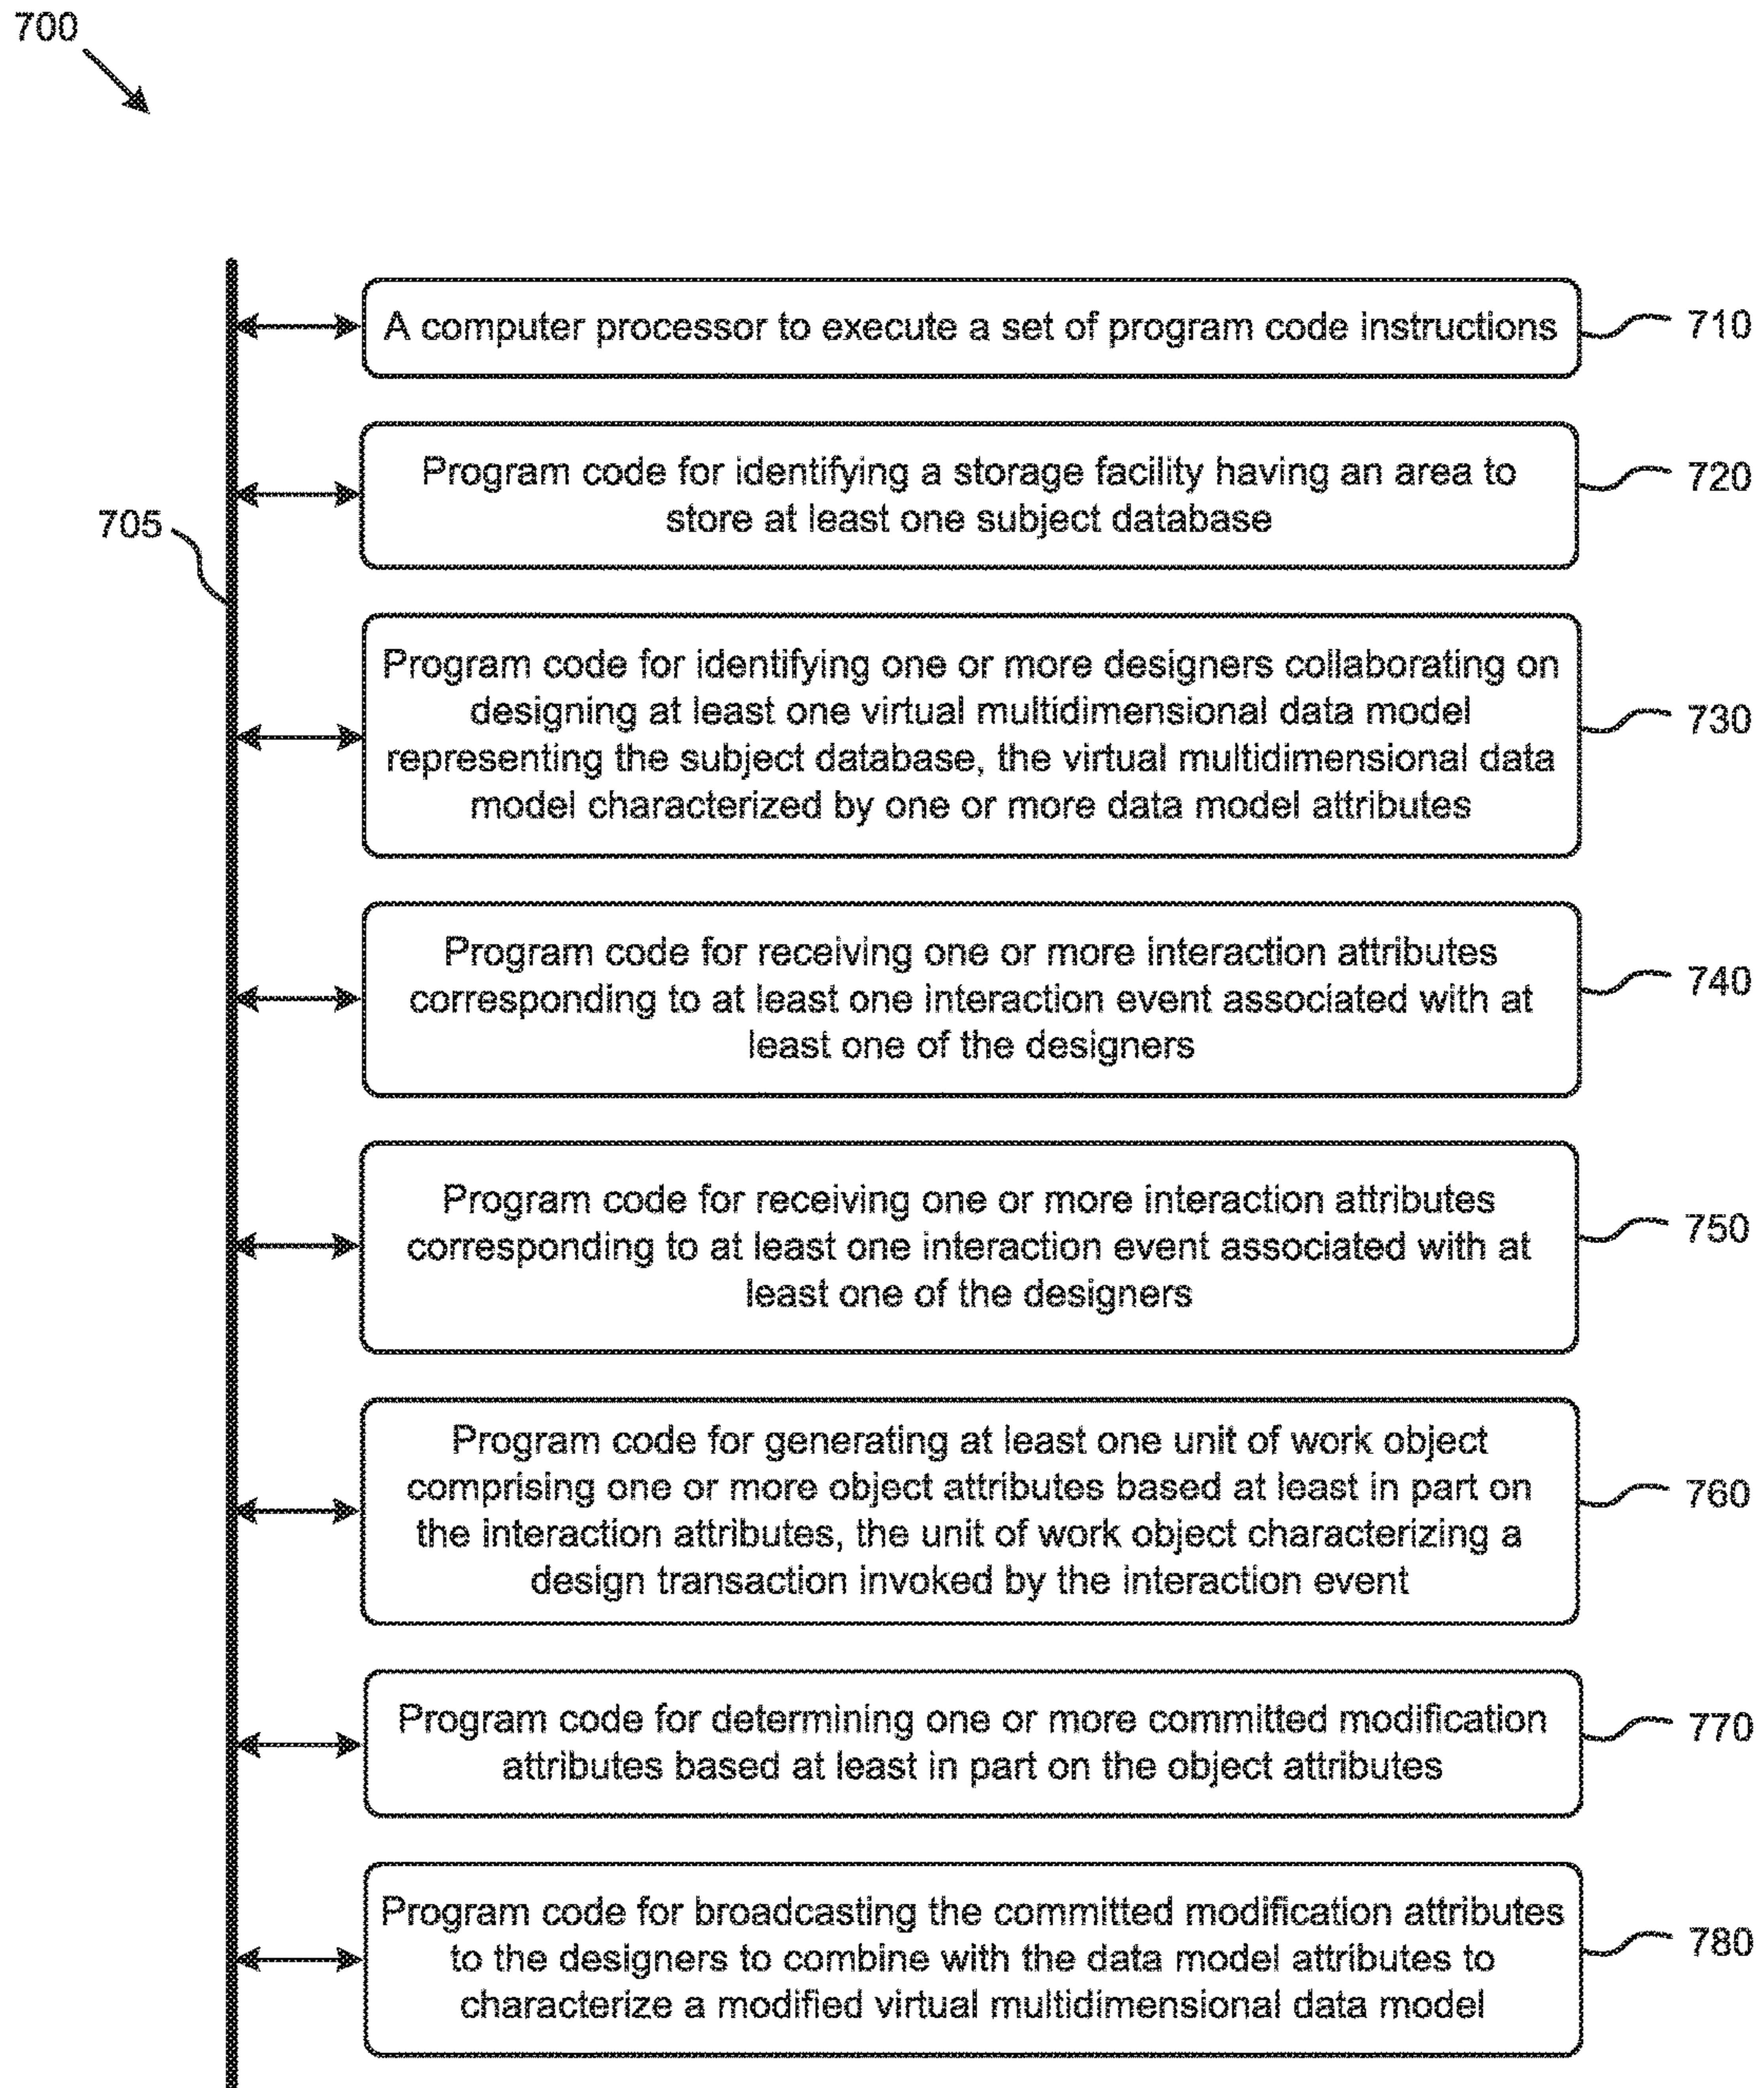 700
A computer processor to execute a set of program code instructions
710
Program code for identifying a storage facility having an area to
store at least one subject database
720
705
Program code for identifying one or more designers collaborating on
designing at least one virtual multidimensional data model
representing the subject database, the virtual multidimensional data
model characterized by one or more data model attributes
730
Program code for receiving one or more interaction attributes
corresponding to at least one interaction event associated with at
least one of the designers
740
Program code for receiving one or more interaction attributes
corresponding to at least one interaction event associated with at
least one of the designers
750
Program code for generating at least one unit of work object
comprising one or more object attributes based at least in part on
the interaction attributes, the unit of work object characterizing a
design transaction invoked by the interaction event
760
Program code for determining one or more committed modification
attributes based at least in part on the object attributes
770
Program code for broadcasting the committed modification attributes
to the designers to combine with the data model attributes to
characterize a modified virtual multidimensional data model
780